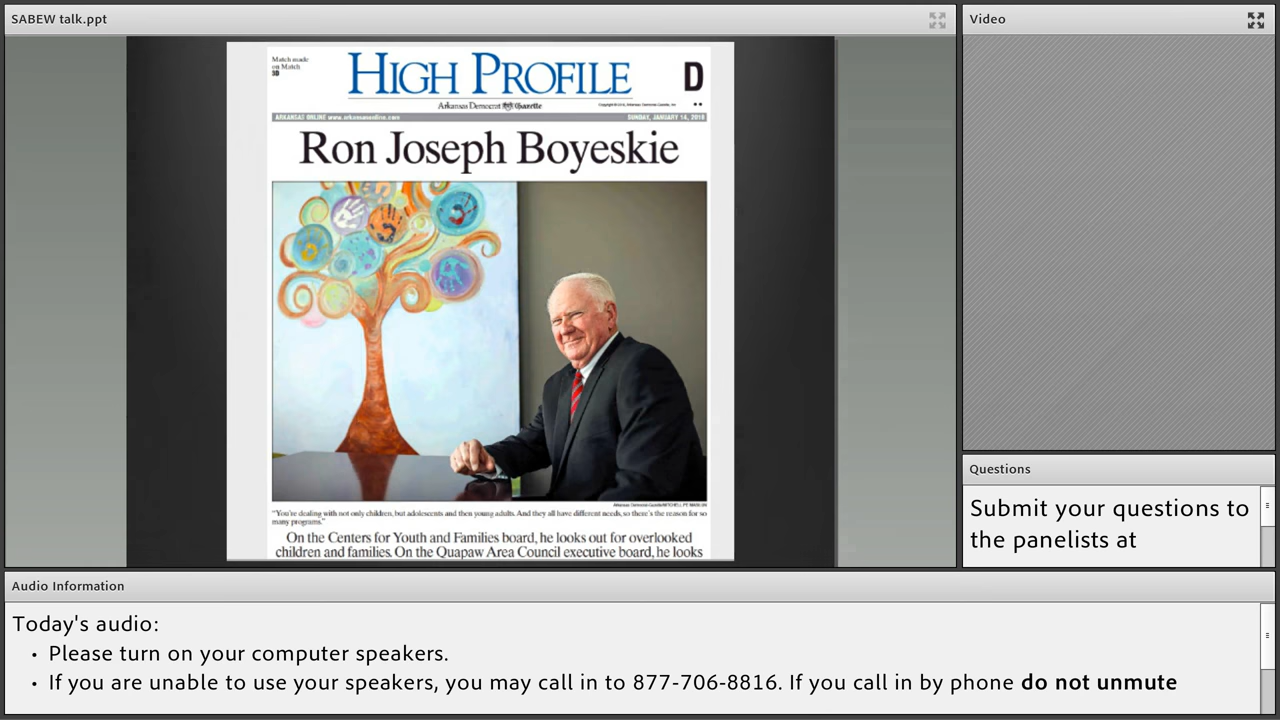 SABEW talk.ppt
Match made
on Match
3D
HIGH PROFILE
D
Arkansas Democrat Gazette
ARKANSAS ONLINE www.arkansasonline.com
SUNDAY, JANUARY 14, 2018
Ron Joseph Boyeskie
"You're dealing with not only children, but adolescents and then young adults. And they all have different needs, so there's the reason for so
many programs."
On the Centers for Youth and Families board, he looks out for overlooked
children and families. On the Quapaw Area Council executive board, he looks
Video
Questions
Submit your questions to
the panelists at
Audio Information
Today's audio:
• Please turn on your computer speakers.
• If you are unable to use your speakers, you may call in to 877-706-8816. If you call in by phone do not unmute